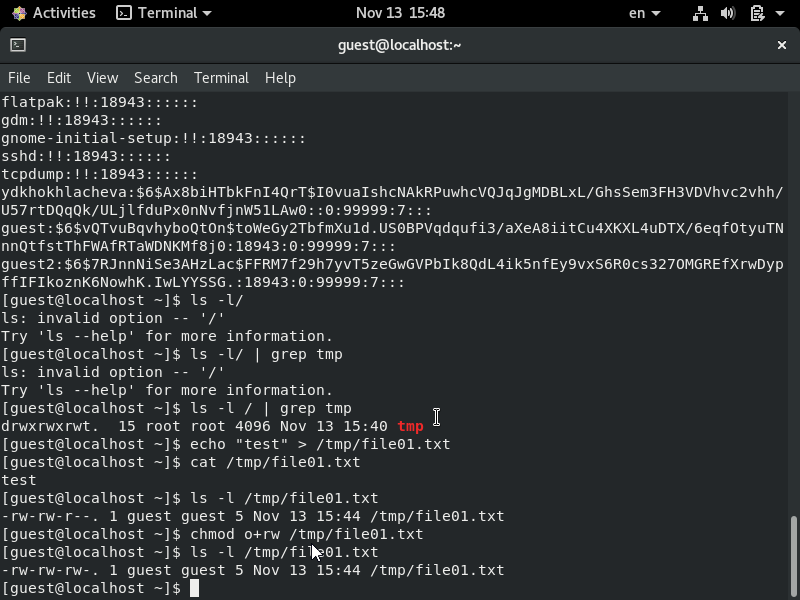 Activities Terminal Nov 13 15:48 en
guest@localhost:~
File Edit View Search Terminal Help
flatpak:!!:18943::::::
gdm:!!:18943::::::
gnome-initial-setup:!!:18943::::::
sshd:!!:18943::::::
tcpdump:!!:18943::::::
ydkhokhlacheva:$6$Ax8biHTbkFnI4QrT$I0vuaIshcNAkRPuwhcVQJqJgMDBLxL/GhsSem3FH3VDVhvc2vhh/
U57rtDQqQk/ULjlfduPx0nNvfjnW51LAw0::0:99999:7:::
guest:$6$vQTvuBqvhyboQtOn$toWeGy2TbfmXu1d.US0BPVqdqufi3/aXeA8iitCu4XKXL4uDTX/6eqfOtyuTN
nnQtfstThFWAfRTaWDNKMf8j0:18943:0:99999:7:::
guest2:$6$7RJnnNiSe3AHzLac$FFRM7f29h7yvT5zeGwGVPbIk8QdL4ik5nfEy9vxS6R0cs327OMGREfXrwDyp
ffIFIkoznK6NowhK.IwLYYSSG.:18943:0:99999:7:::
[guest@localhost ~]$ ls -l/
ls: invalid option -- '/'
Try 'ls --help' for more information.
[guest@localhost ~]$ ls -l/ | grep tmp
ls: invalid option -- '/'
Try 'ls --help' for more information.
[guest@localhost ~]$ ls -l / | grep tmp
drwxrwxrwt.  15 root root 4096 Nov 13 15:40 tmp
[guest@localhost ~]$ echo "test" > /tmp/file01.txt
[guest@localhost ~]$ cat /tmp/file01.txt
test
[guest@localhost ~]$ ls -l /tmp/file01.txt
-rw-rw-r--. 1 guest guest 5 Nov 13 15:44 /tmp/file01.txt
[guest@localhost ~]$ chmod o+rw /tmp/file01.txt
[guest@localhost ~]$ ls -l /tmp/file01.txt
-rw-rw-rw-. 1 guest guest 5 Nov 13 15:44 /tmp/file01.txt
[guest@localhost ~]$